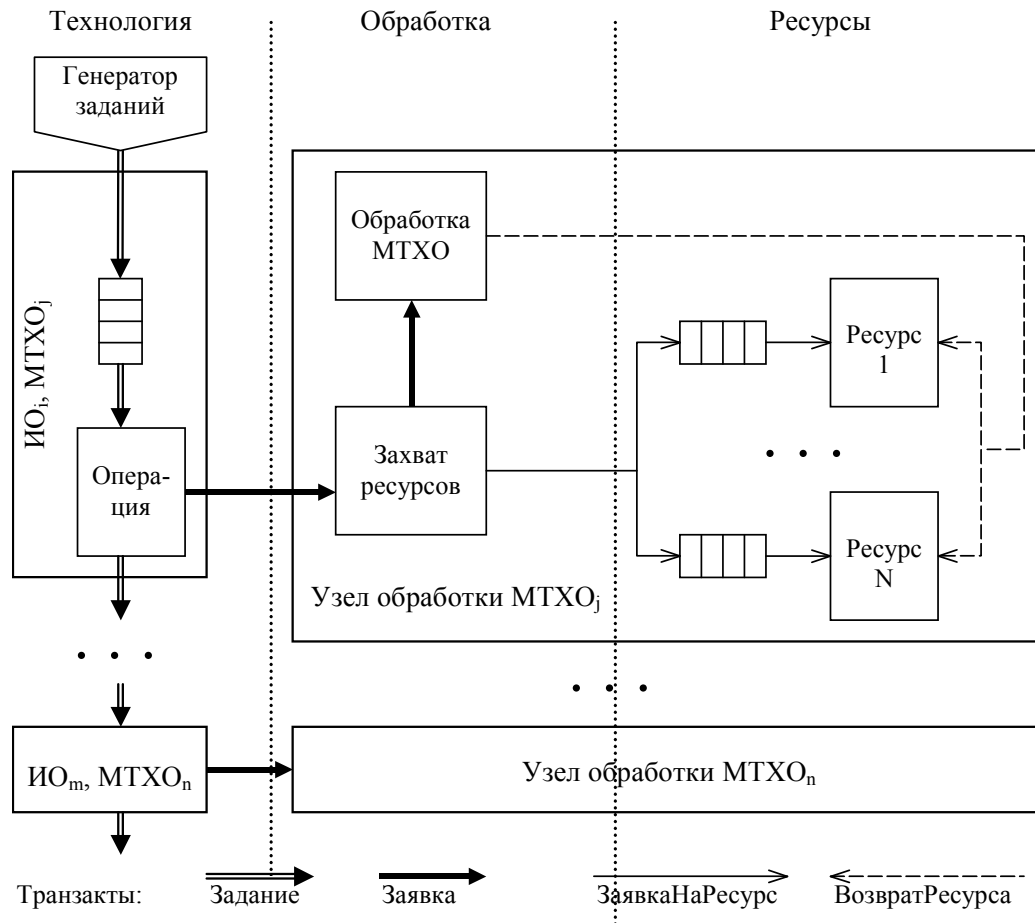 Технология
Обработка
Ресурсы
Генератор
заданий
ИОi, МТХОj
Опера-
ция
Обработка
МТХО
Захват
ресурсов
Ресурс
1
. . .
Ресурс
N
Узел обработки МТХОj
. . .
. . .
ИОm, МТХОn
Узел обработки МТХОn
Транзакты:
Задание
Заявка
ЗаявкаНаРесурс
ВозвратРесурса